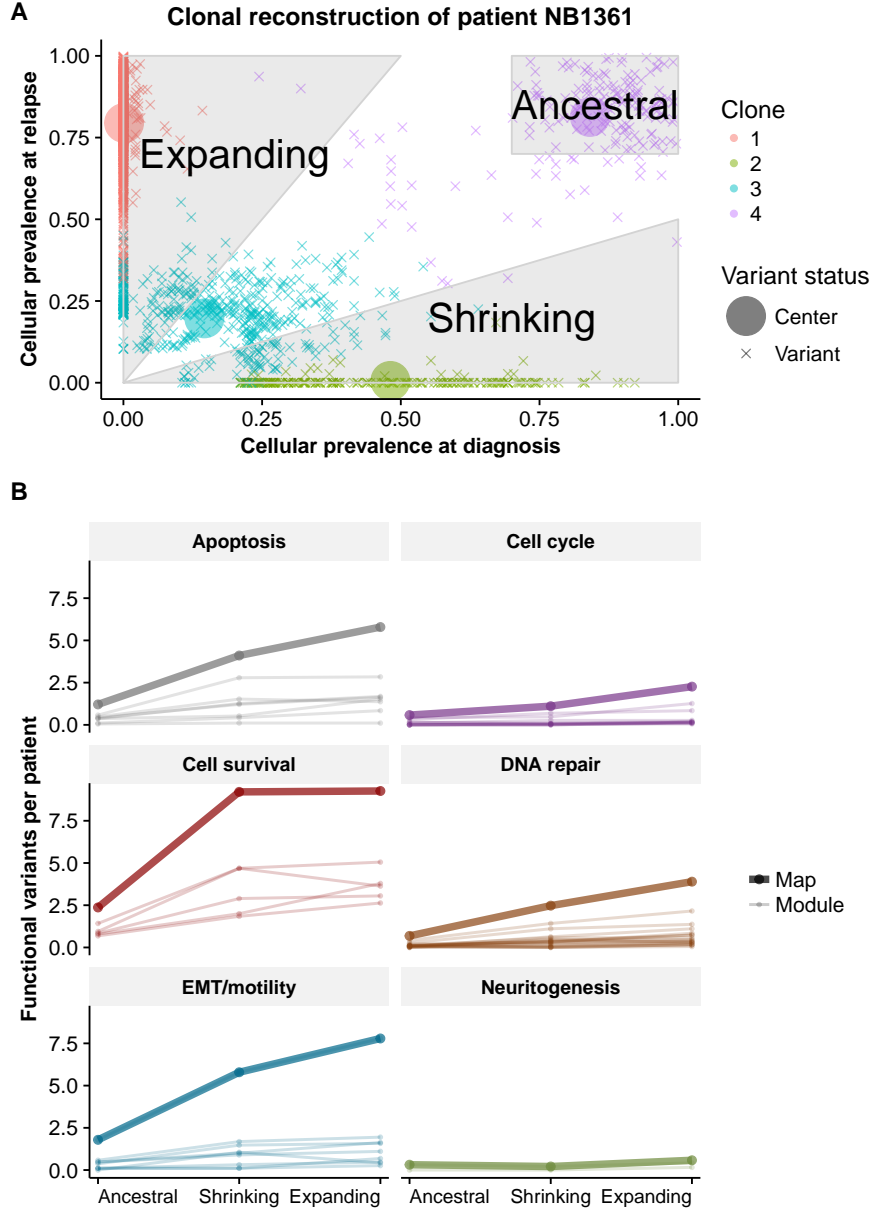 A
Clonal reconstruction of patient NB1361
Cellular prevalence at relapse
1.00
0.75
0.50
0.25
0.00
Expanding
Ancestral
Shrinking
0.00 0.25 0.50 0.75 1.00
Cellular prevalence at diagnosis
Clone
1
2
3
4
Variant status
Center
Variant
B
Functional variants per patient
Apoptosis Cell cycle
7.5
5.0
2.5
0.0
Cell survival DNA repair
7.5
5.0
2.5
0.0
EMT/motility Neuritogenesis
7.5
5.0
2.5
0.0
Ancestral Shrinking Expanding Ancestral Shrinking Expanding
Map
Module